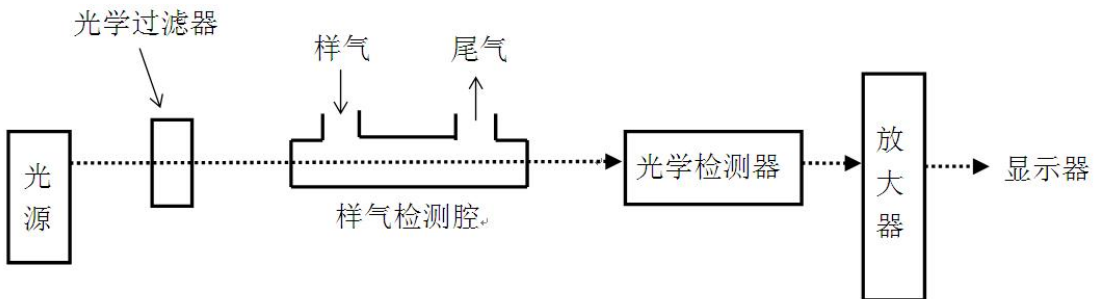 光学过滤器
样气
尾气
光源
样气检测腔
光学检测器
放大器
显示器